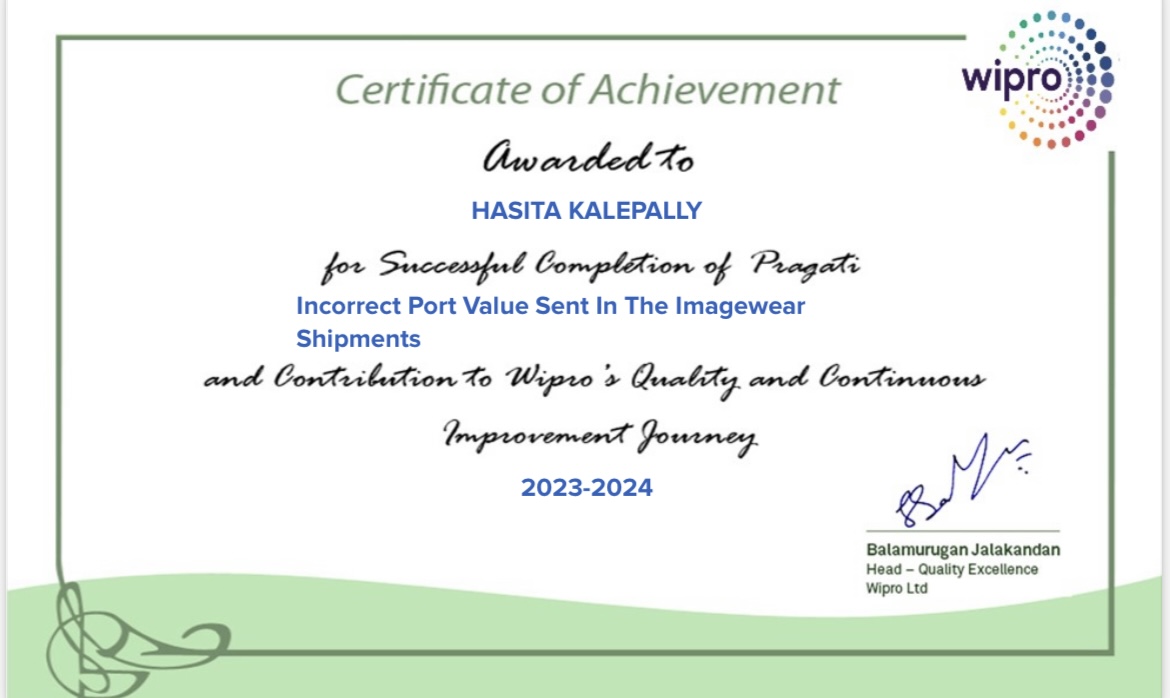 wipro
Certificate of Achievement
Awarded to
HASITA KALEPALLY
for Successful Completion of Pragati
Incorrect Port Value Sent In The Imagewear
Shipments
and Contribution to Wipro's Quality and Continuous
Improvement Journey
2023-2024
Balamurugan Jalakandan
Head – Quality Excellence
Wipro Ltd